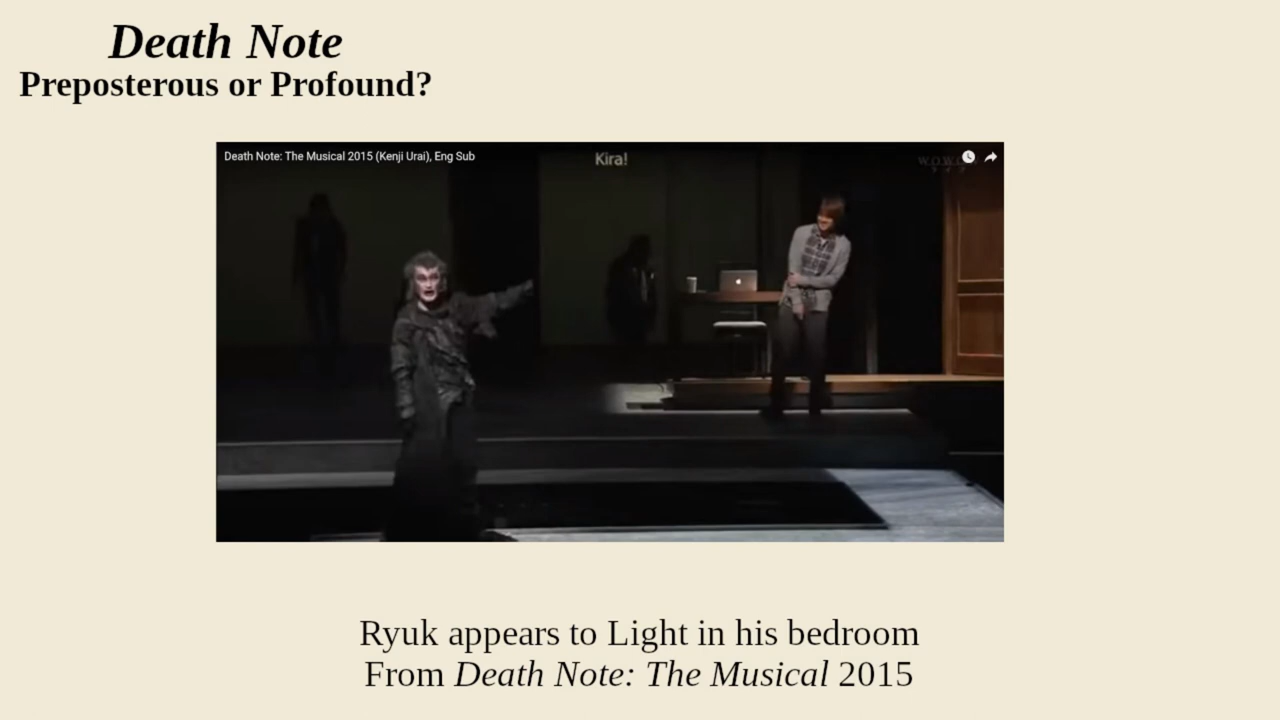 Death Note
Preposterous or Profound?
Death Note: The Musical 2015 (Kenji Urai), Eng Sub
Kira!
Ryuk appears to Light in his bedroom
From Death Note: The Musical 2015